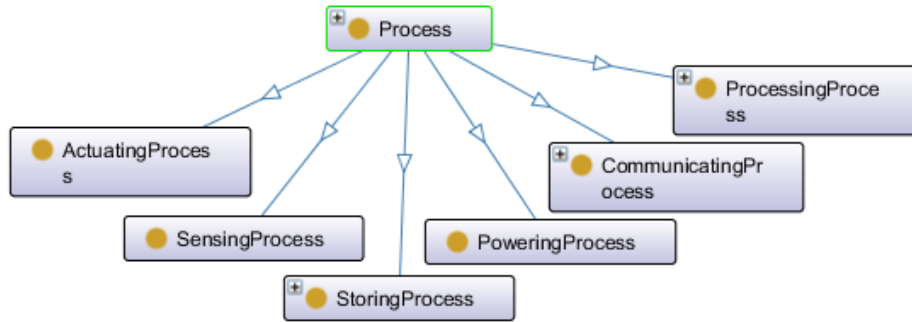 Process
ProcessingProce
ss
ActuatingProces
s
CommunicatingPr
ocess
SensingProcess
PoweringProcess
StoringProcess